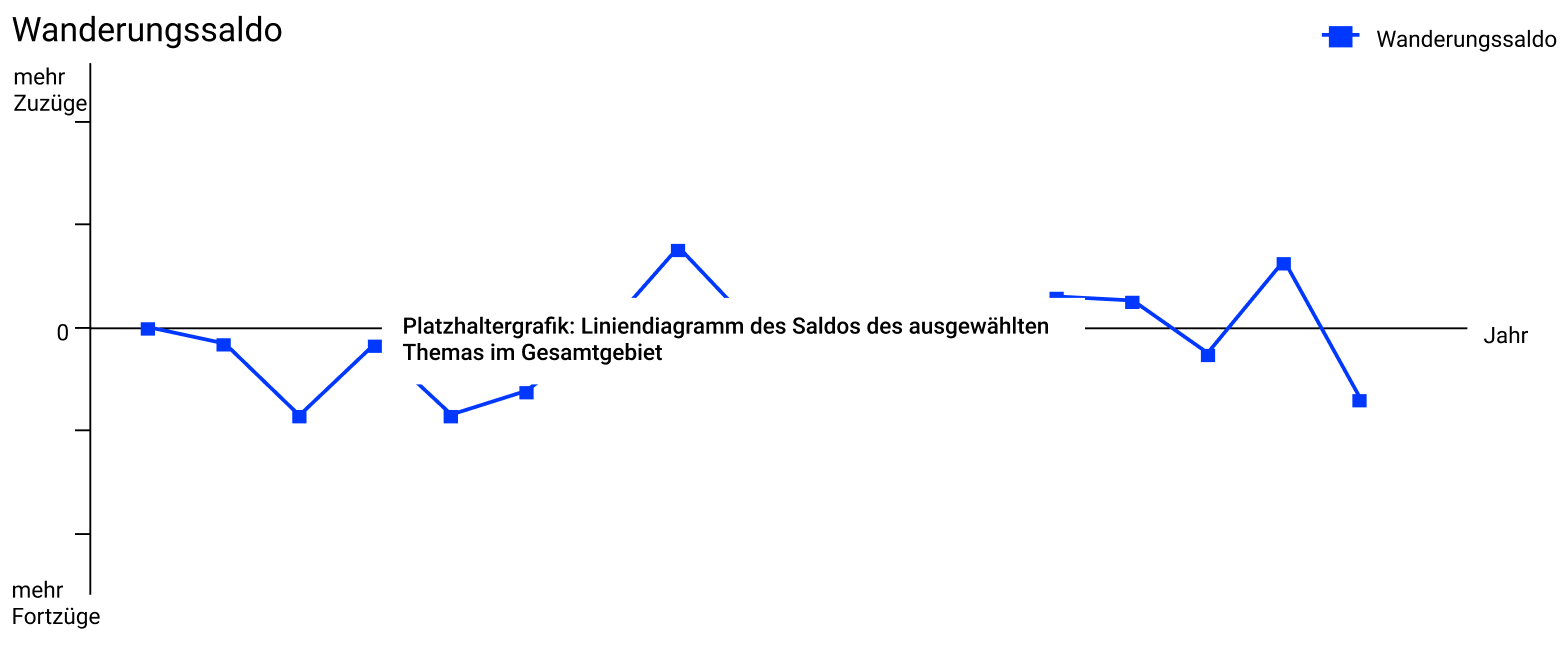 Wanderungssaldo
Wanderungssaldo
mehr
Zuzüge
0
Platzhaltergrafik: Liniendiagramm des Saldos des ausgewählten
Themas im Gesamtgebiet
Jahr
mehr
Fortzüge